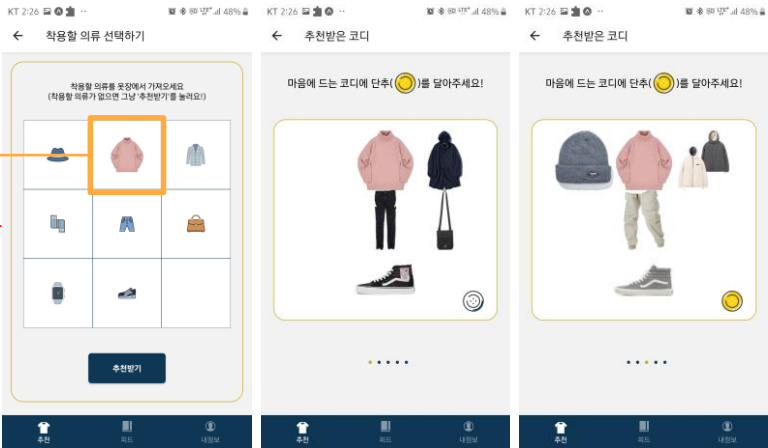 KT 2:26
48%
착용할 의류 선택하기
착용할 의류를 옷장에서 가져오세요
(착용할 의류가 없으면 그냥 '추천받기'를 눌러요!)
추천받기
추천
피드
내정보
KT 2:26
48%
추천받은 코디
마음에 드는 코디에 단추( )를 달아주세요!
추천
피드
내정보
KT 2:26
48%
추천받은 코디
마음에 드는 코디에 단추( )를 달아주세요!
추천
피드
내정보